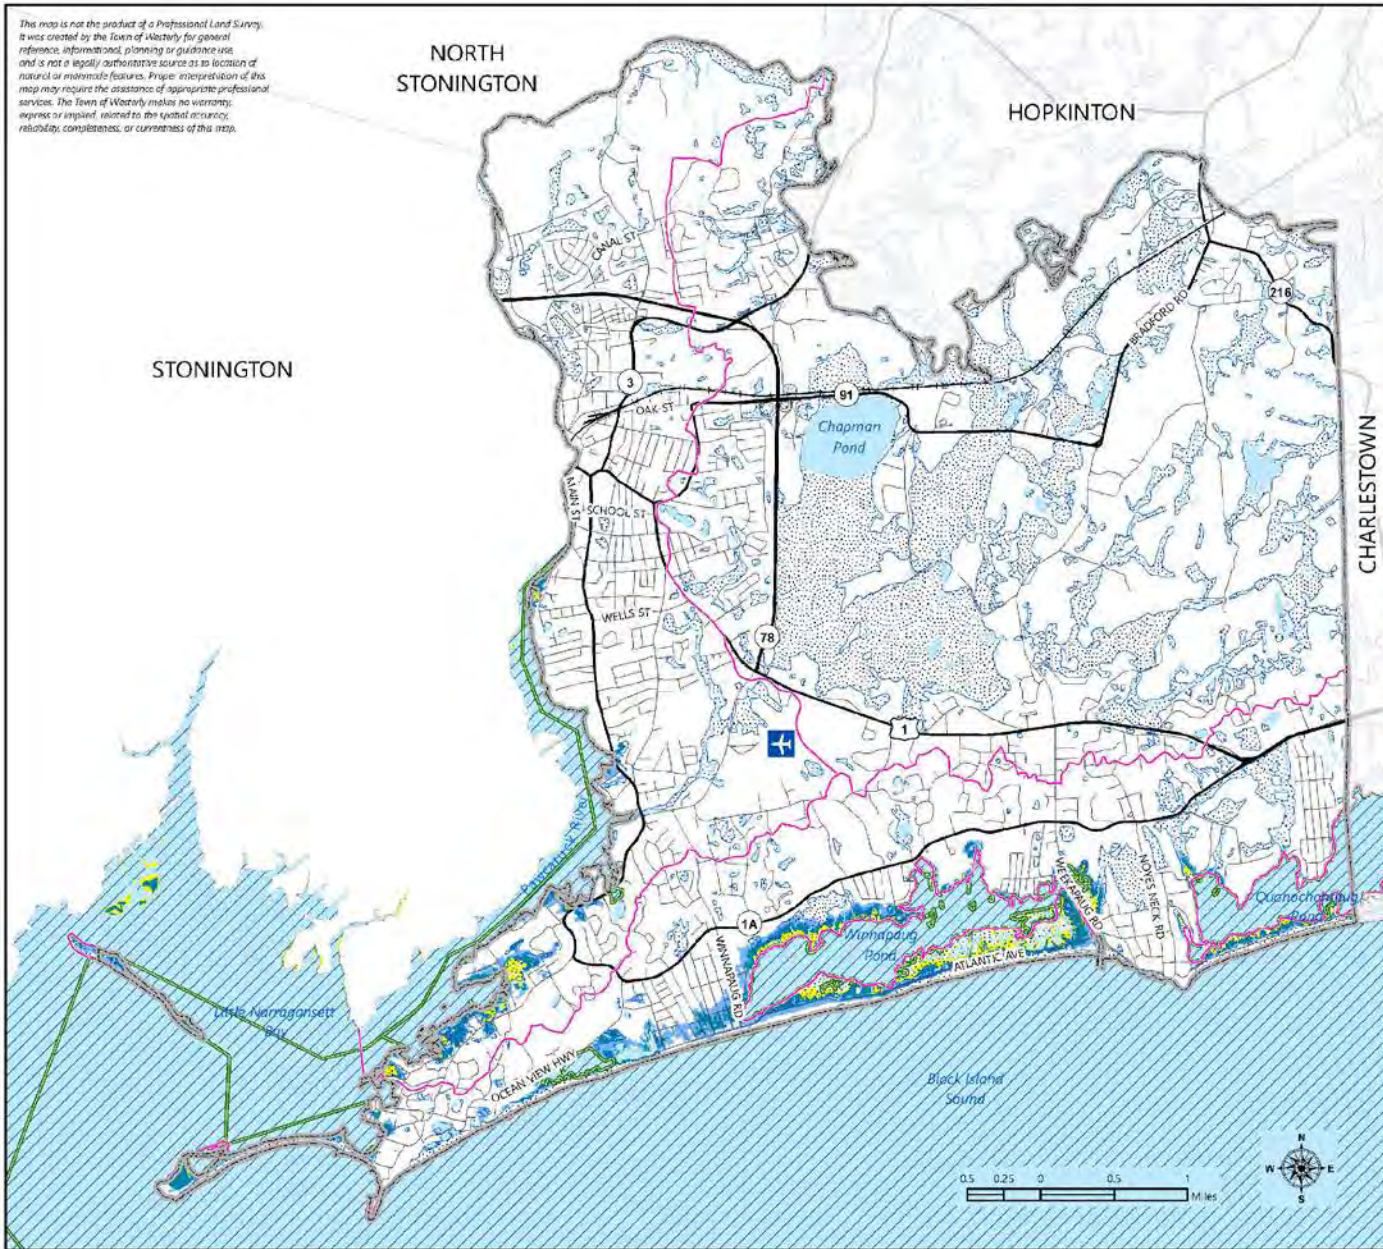 This map is not the product of a Professional Land Survey.
It was created by the Town of Westerly for general
reference, informational, planning or guidance use,
and is not a legally authoritative source as to location of
natural or manmade features. Proper interpretation of this
map may require the assistance of appropriate professional
services. The Town of Westerly makes no warranty,
express or implied, related to the spatial accuracy,
reliability, completeness, or currentness of this map.
NORTH
STONINGTON
HOPKINTON
CANAL ST
216
BRADFORD RD
STONINGTON
3
91
OAK ST
Chapman
Pond
CHARLESTOWN
MAIN ST
SCHOOL ST
WELLS ST
78
1
Pawcatuck River
WEEKAPAUG RD
NOYES NECK RD
Quonochontaug
Pond
1A
Winnapaug
Pond
WINNAPAUG RD
ATLANTIC AVE
Little Narragansett
Bay
OCEAN VIEW HWY
Block Island
Sound
N
W
E
S
0.5 0.25 0 0.5 1
Miles